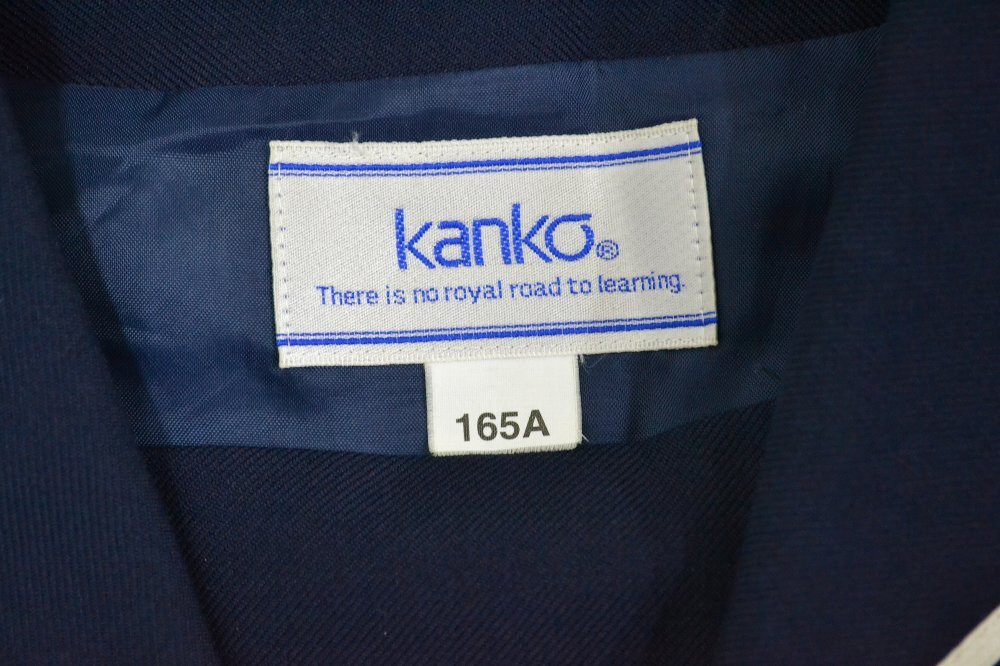 kanko®
There is no royal road to learning.
165A